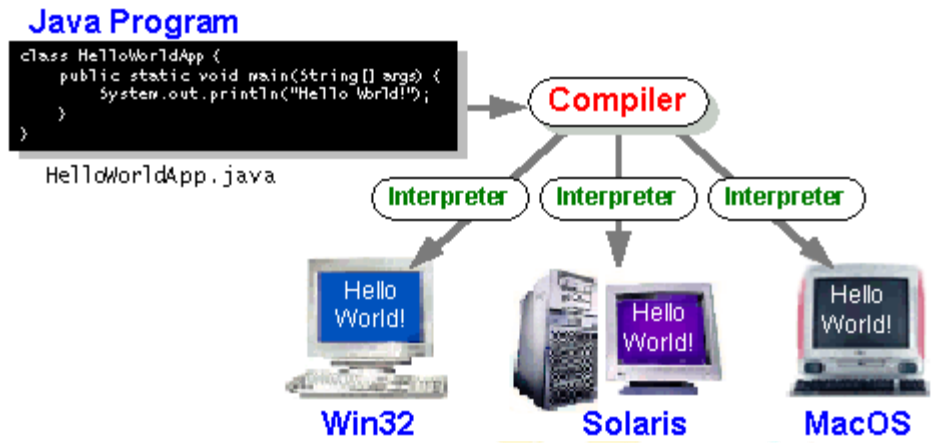 Java Program
class HelloWorldApp {
public static void main(String[] args) {
System.out.println("Hello World!");
}
}
HelloWorldApp.java
Compiler
Interpreter
Interpreter
Interpreter
Hello
World!
Hello
World!
Hello
World!
Win32
Solaris
MacOS